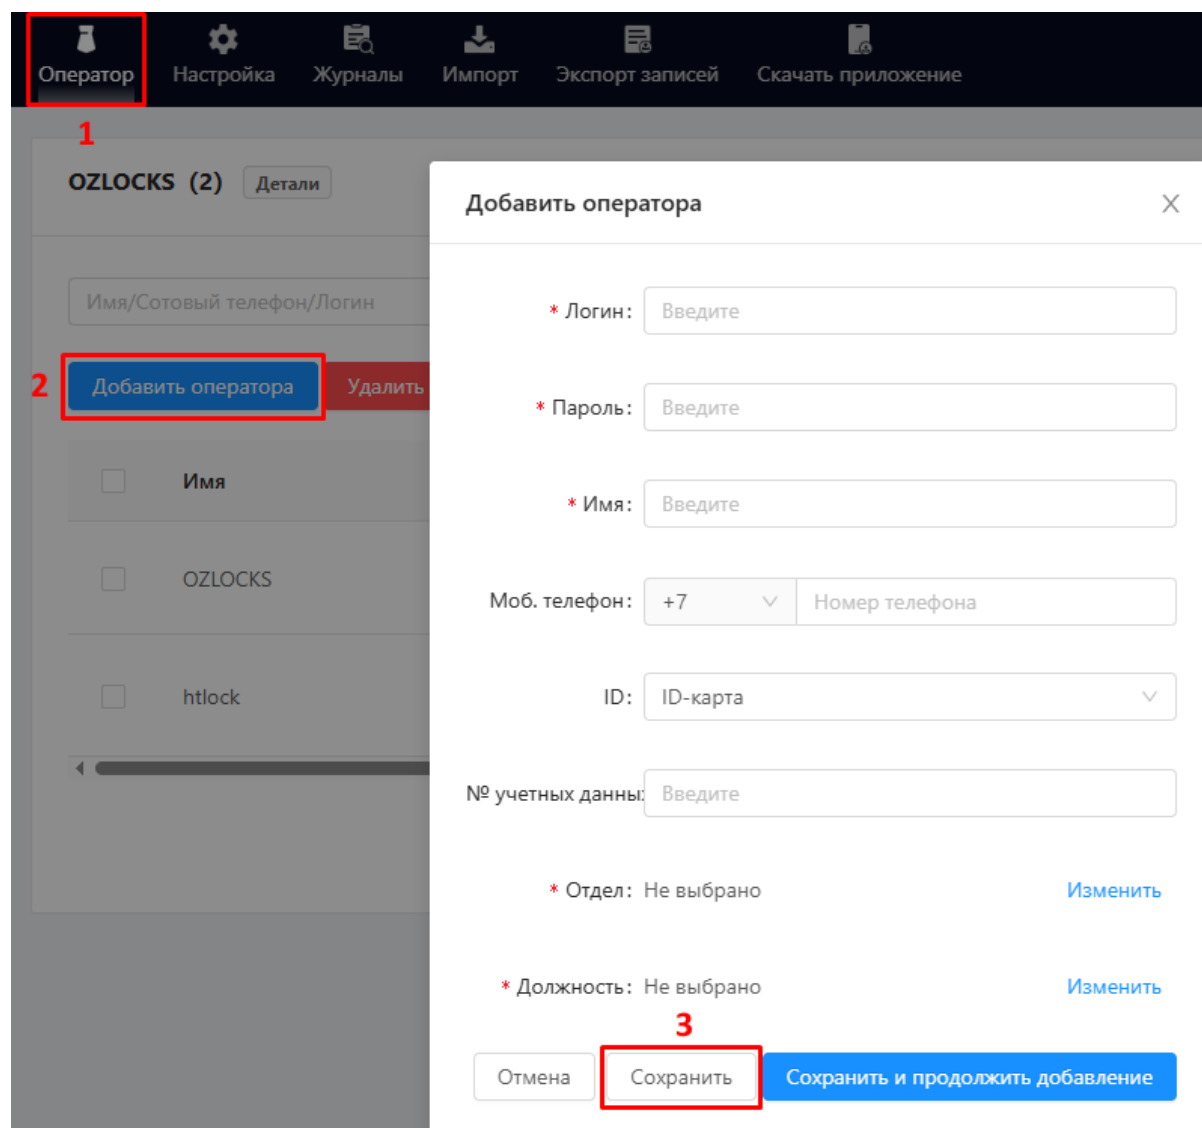 Оператор Настройка Журналы Импорт Экспорт записей Скачать приложение
1
OZLOCKS (2) Детали
Добавить оператора
Имя/Сотовый телефон/Логин
* Логин: Введите
2 Добавить оператора Удалить
* Пароль: Введите
Имя
* Имя: Введите
OZLOCKS
Моб. телефон: +7 Номер телефона
htlock
ID: ID-карта
№ учетных данны: Введите
* Отдел: Не выбрано Изменить
* Должность: Не выбрано Изменить
3
Отмена Сохранить Сохранить и продолжить добавление